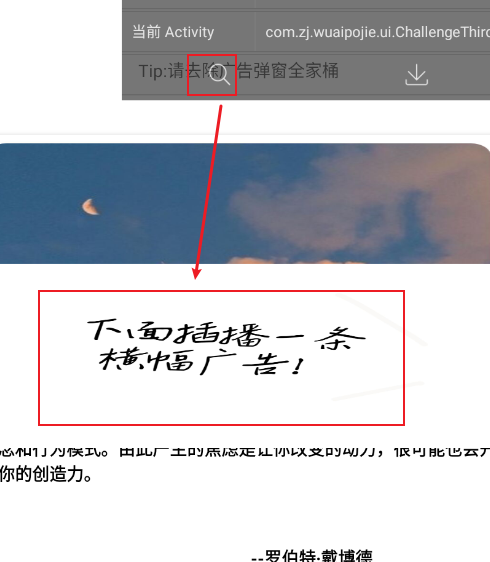 当前 Activity com.zj.wuaipojie.ui.ChallengeThird
Tip:请去除广告弹窗全家桶
下面插播一条
横幅广告!
和行为模式。由此产生的焦虑是让你改变的动力，很可能也会
你的创造力。
--罗伯特·戴博德